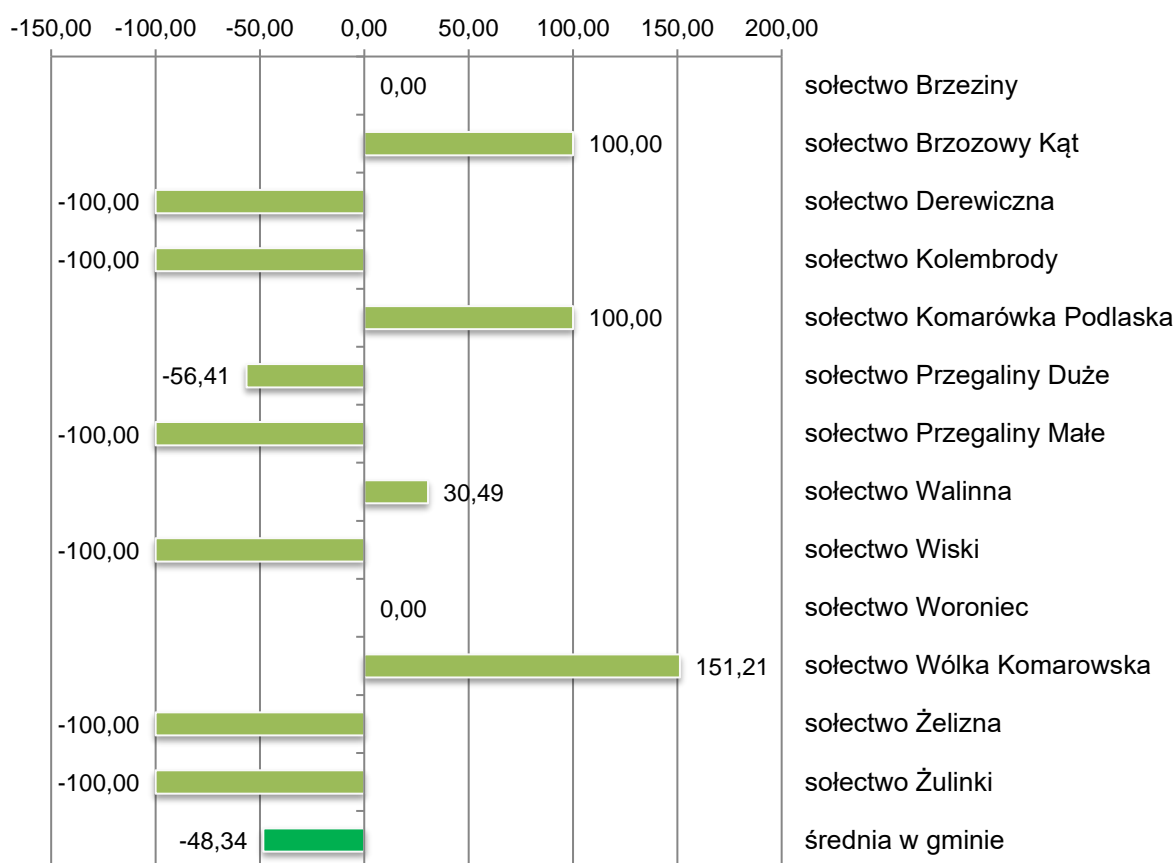 -150,00 -100,00 -50,00 0,00 50,00 100,00 150,00 200,00
0,00 sołectwo Brzeziny
100,00 sołectwo Brzozowy Kąt
-100,00 sołectwo Derewiczna
-100,00 sołectwo Kolembrody
100,00 sołectwo Komarówka Podlaska
-56,41 sołectwo Przegaliny Duże
-100,00 sołectwo Przegaliny Małe
30,49 sołectwo Walinna
-100,00 sołectwo Wiski
0,00 sołectwo Woroniec
151,21 sołectwo Wólka Komarowska
-100,00 sołectwo Żelizna
-100,00 sołectwo Żulinki
-48,34 średnia w gminie